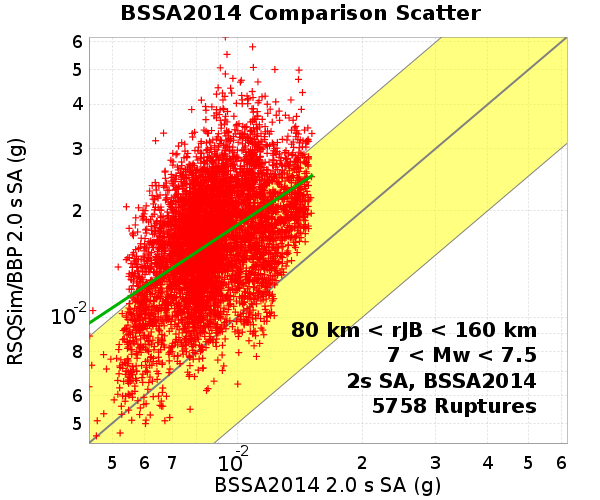 BSSA2014 Comparison Scatter
RSQSim/BBP 2.0 s SA (g)
6
5
4
3
2
10-2
8
6
5
80 km < rJB < 160 km
7 < Mw < 7.5
2s SA, BSSA2014
5758 Ruptures
5 6 7 10-2 2 3 4 5 6
BSSA2014 2.0 s SA (g)